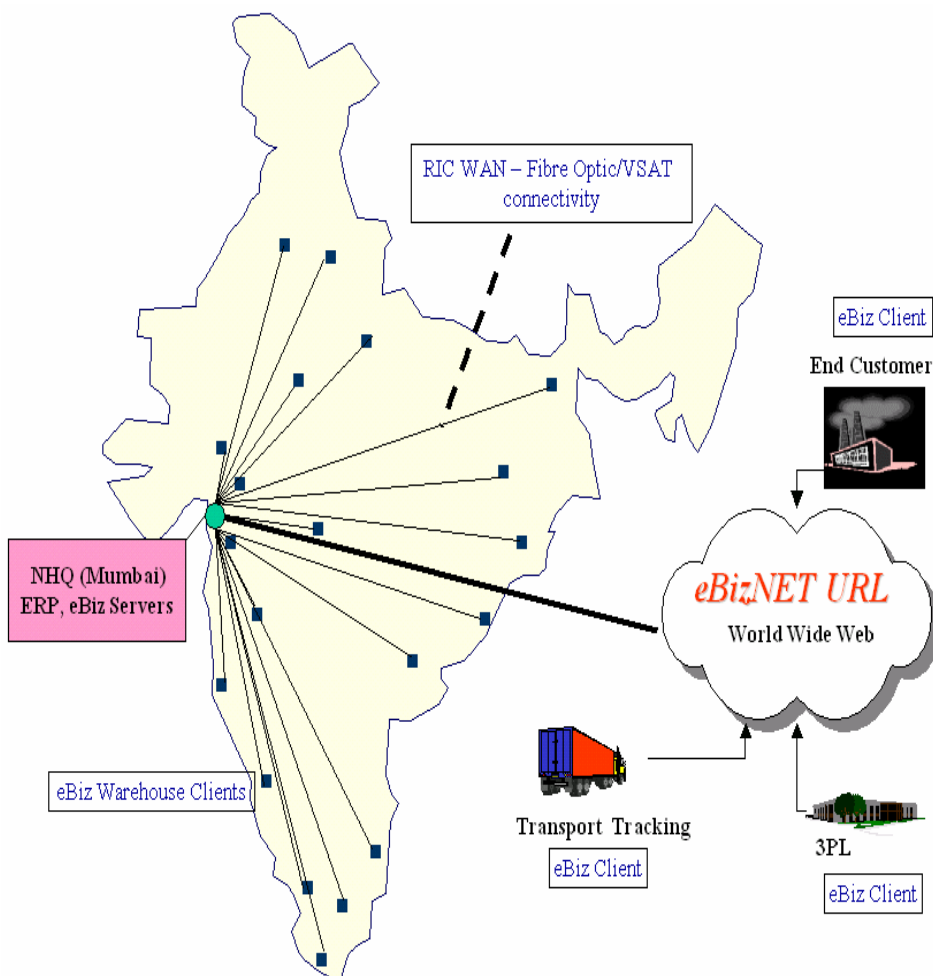 RIC WAN – Fibre Optic/VSAT
connectivity
eBiz Client
End Customer
NHQ (Mumbai)
ERP, eBiz Servers
eBizNET URL
World Wide Web
eBiz Warehouse Clients
Transport Tracking
eBiz Client
3PL
eBiz Client